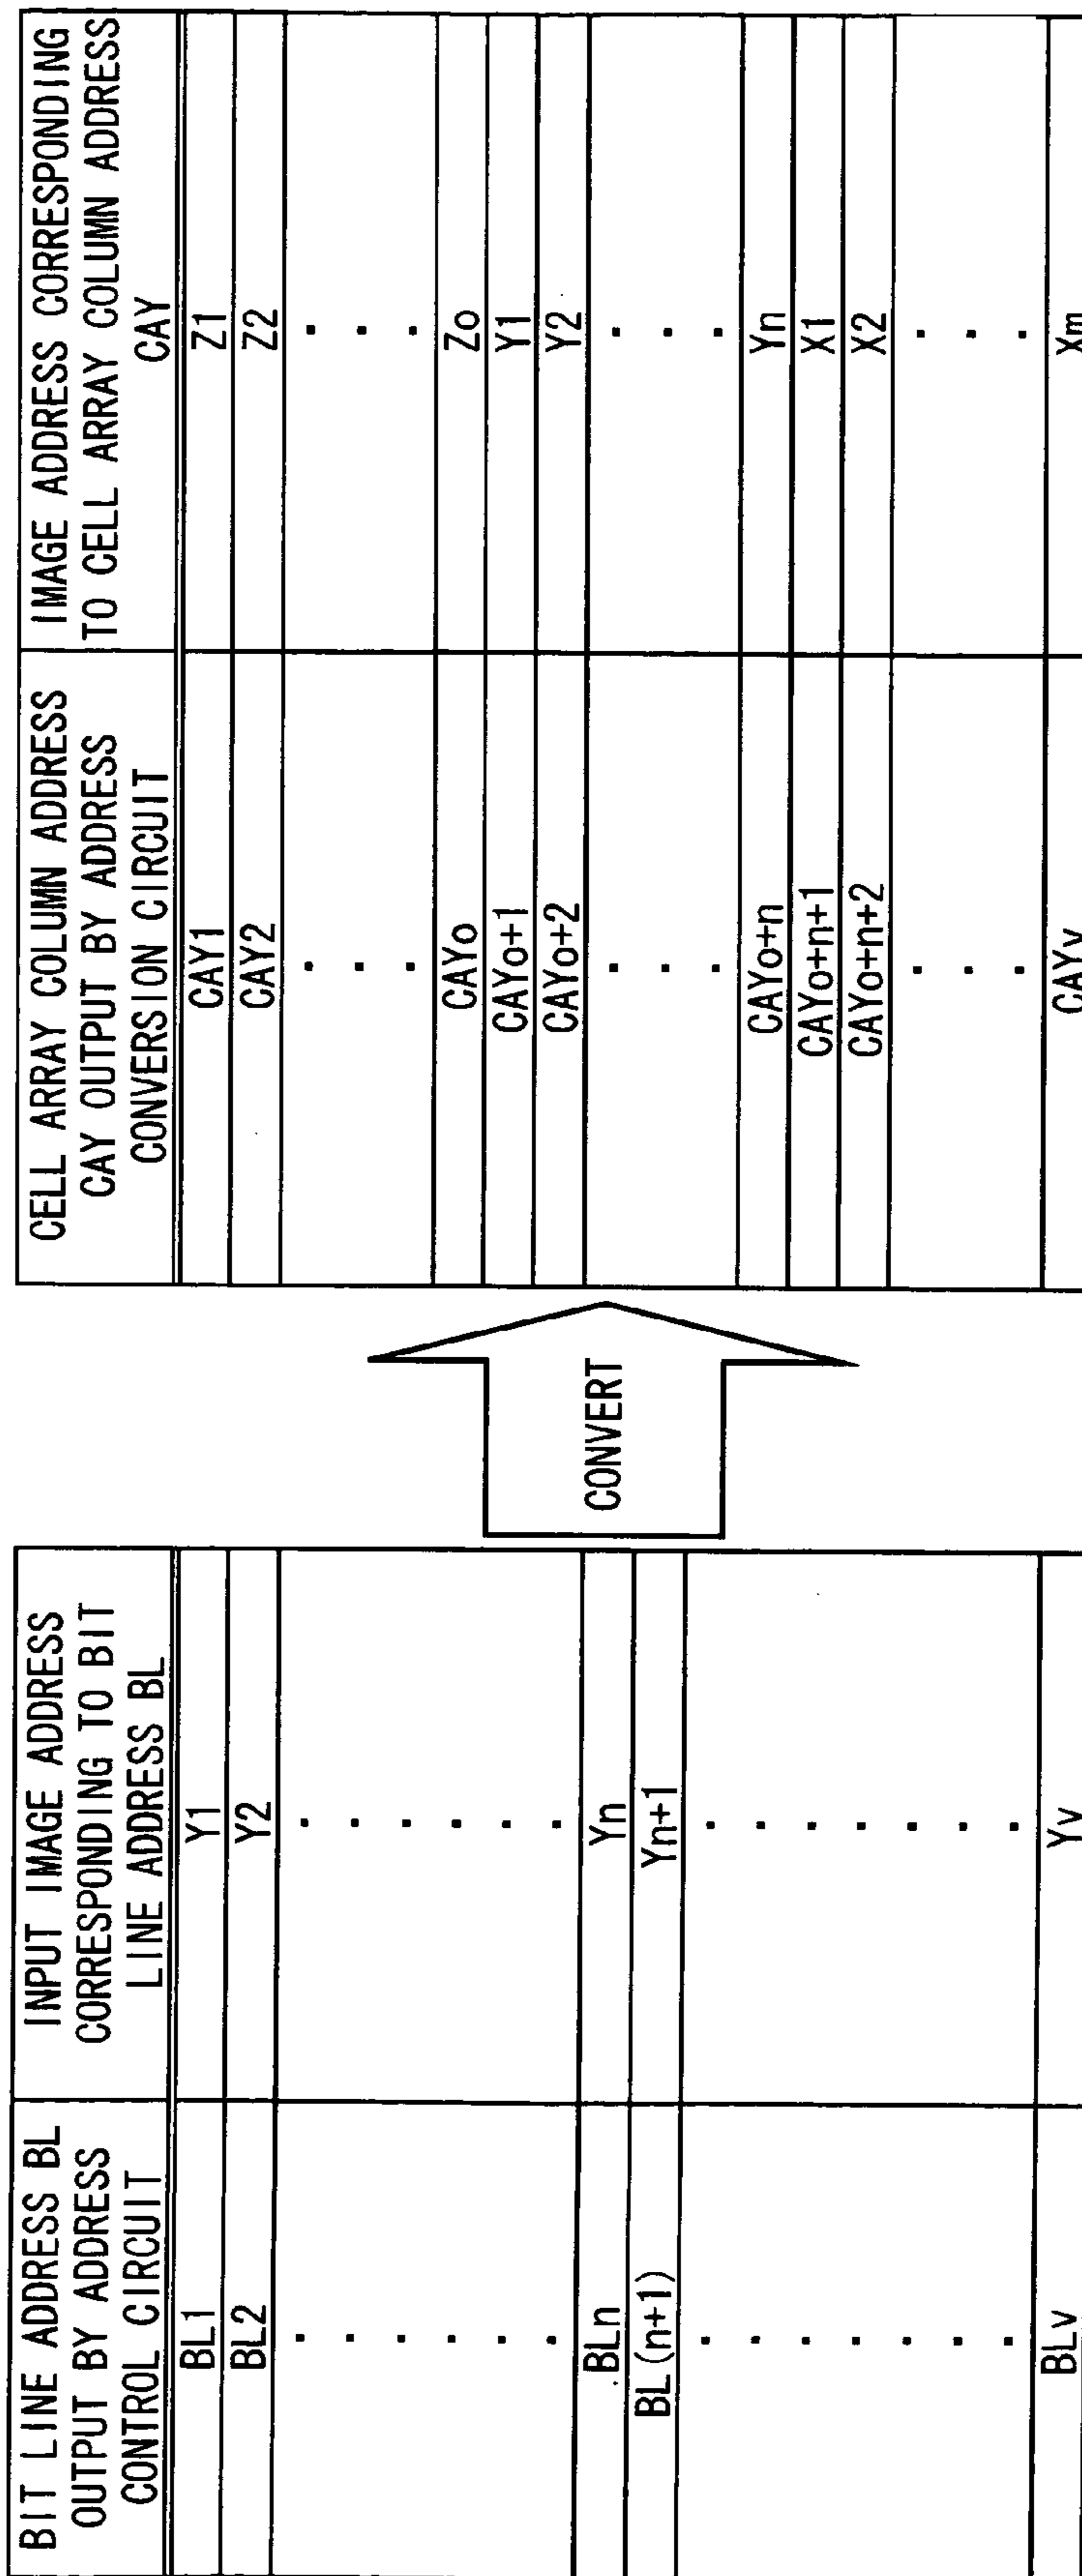 BIT LINE ADDRESS BL
OUTPUT BY ADDRESS
CONTROL CIRCUIT
INPUT IMAGE ADDRESS
CORRESPONDING TO BIT
LINE ADDRESS BL
BL1 Y1
BL2 Y2
BLn Yn
BL(n+1) Yn+1
BLv Yv
CONVERT
CELL ARRAY COLUMN ADDRESS
CAY OUTPUT BY ADDRESS
CONVERSION CIRCUIT
IMAGE ADDRESS CORRESPONDING
TO CELL ARRAY COLUMN ADDRESS
CAY
CAY1 Z1
CAY2 Z2
CAYo Zo
CAYo+1 Y1
CAYo+2 Y2
CAYo+n Yn
CAYo+n+1 X1
CAYo+n+2 X2
CAYv Xm